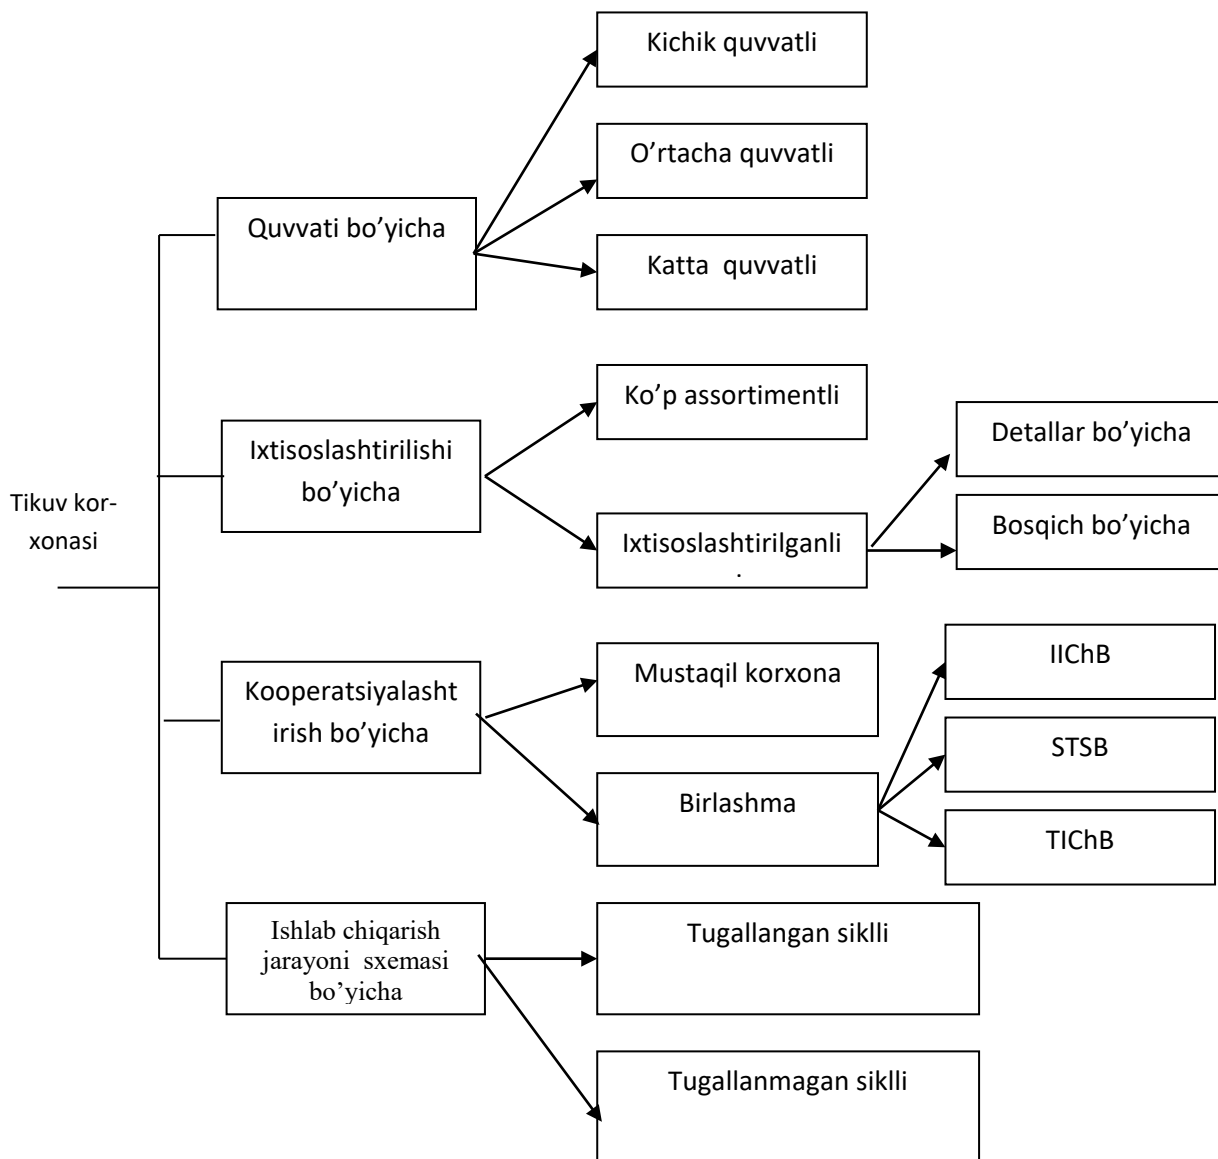 Kichik quvvatli
O’rtacha quvvatli
Quvvati bo’yicha
Katta quvvatli
Ko’p assortimentli
Detallar bo’yicha
Ixtisoslashtirilishi
bo’yicha
Tikuv kor-
xonasi
Ixtisoslashtirilganli
.
Bosqich bo’yicha
Mustaqil korxona
IIChB
Kooperatsiyalasht
irish bo’yicha
STSB
Birlashma
TIChB
Ishlab chiqarish
jarayoni sxemasi
bo’yicha
Tugallangan siklli
Tugallanmagan siklli